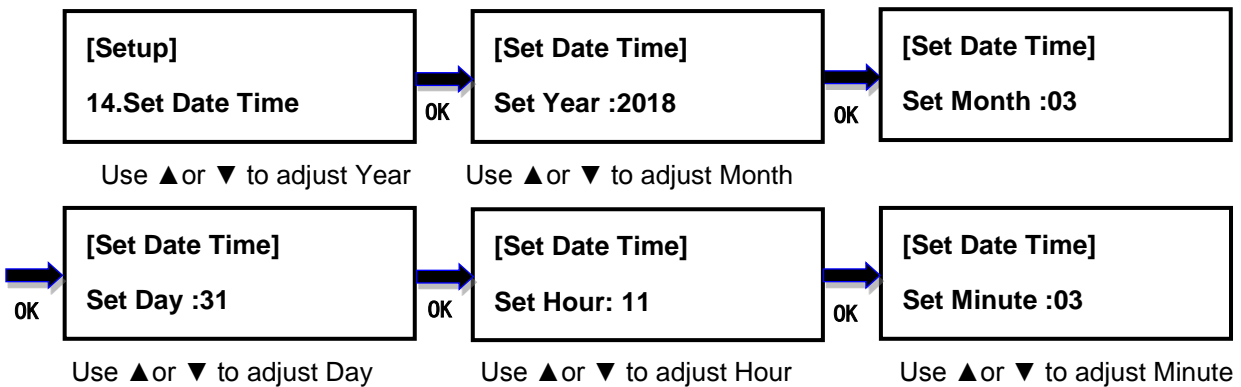 [Setup]
14.Set Date Time
OK
[Set Date Time]
Set Year :2018
OK
[Set Date Time]
Set Month :03
Use ▲or ▼ to adjust Year
Use ▲or ▼ to adjust Month
OK
[Set Date Time]
Set Day :31
OK
[Set Date Time]
Set Hour: 11
OK
[Set Date Time]
Set Minute :03
Use ▲or ▼ to adjust Day
Use ▲or ▼ to adjust Hour
Use ▲or ▼ to adjust Minute